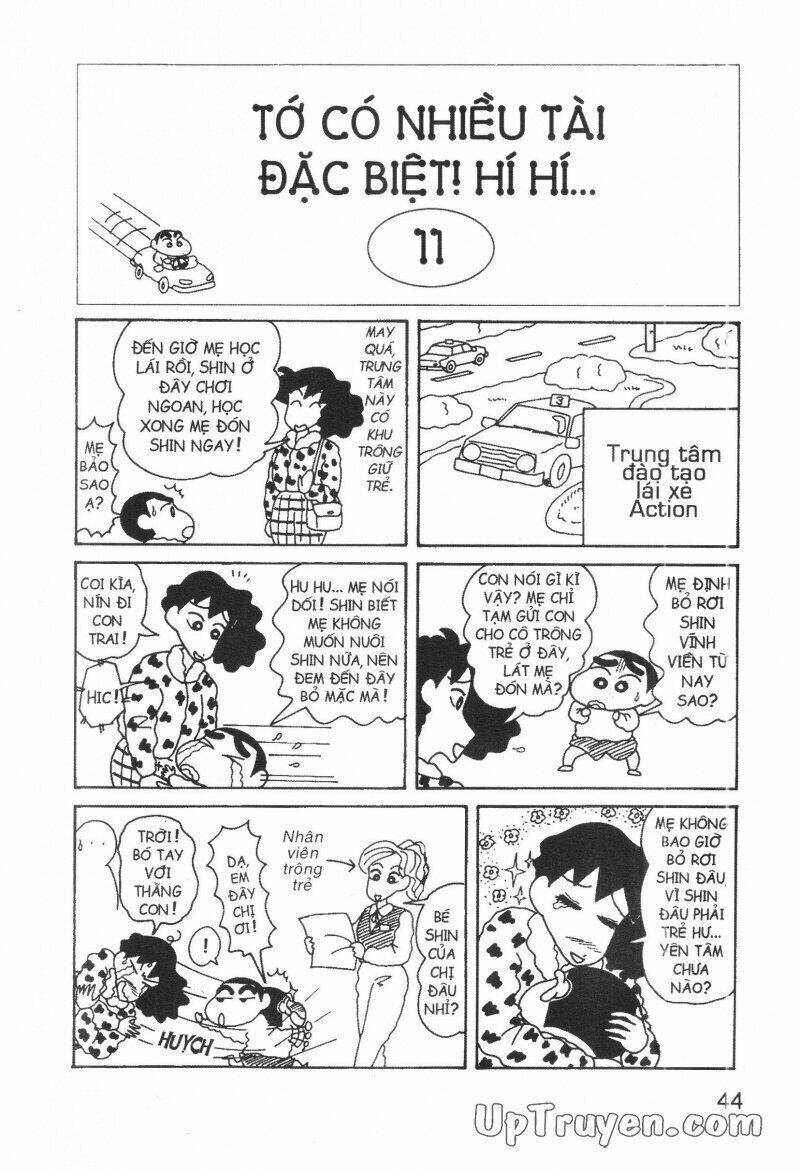 TỚ CÓ NHIỀU TÀI
ĐẶC BIỆT! HÍ HÍ...
11
Trung tâm
đào tạo
lái xe
Action
MAY
QUÁ,
TRUNG
TÂM
NÀY
CÓ
KHU
TRÔNG
GIỮ
TRẺ.
ĐẾN GIỜ MẸ HỌC
LÁI RỒI, SHIN Ở
ĐÂY CHƠI
NGOAN, HỌC
XONG MẸ ĐÓN
SHIN NGAY!
MẸ
BẢO
SAO
Ạ?
MẸ ĐỊNH
BỎ RƠI
SHIN
VĨNH
VIỄN TỪ
NAY
SAO?
CON NÓI GÌ KÌ
VẬY? MẸ CHỈ
TẠM GỬI CON
CHO CÔ TRÔNG
TRẺ Ở ĐÂY,
LÁT MẸ
ĐÓN MÀ?
HU HU... MẸ NÓI
DỐI! SHIN BIẾT
MẸ KHÔNG
MUỐN NUÔI
SHIN NỮA, NÊN
ĐEM ĐẾN ĐÂY
BỎ MẶC MÀ!
COI KÌA,
NÍN ĐI
CON
TRAI!
HIC!
MẸ KHÔNG
BAO GIỜ
BỎ RƠI
SHIN ĐÂU,
VÌ SHIN
ĐÂU PHẢI
TRẺ HƯ...
YÊN TÂM
CHƯA
NÀO?
BÉ
SHIN
CỦA
CHỊ
ĐÂU
NHỈ?
Nhân
viên
trông
trẻ
DẠ,
EM
ĐÂY
CHỊ
ƠI!
!
TRỜI!
BÓ TAY
VỚI
THẰNG
CON!
...
HUỴCH
44
UpTruyen.com